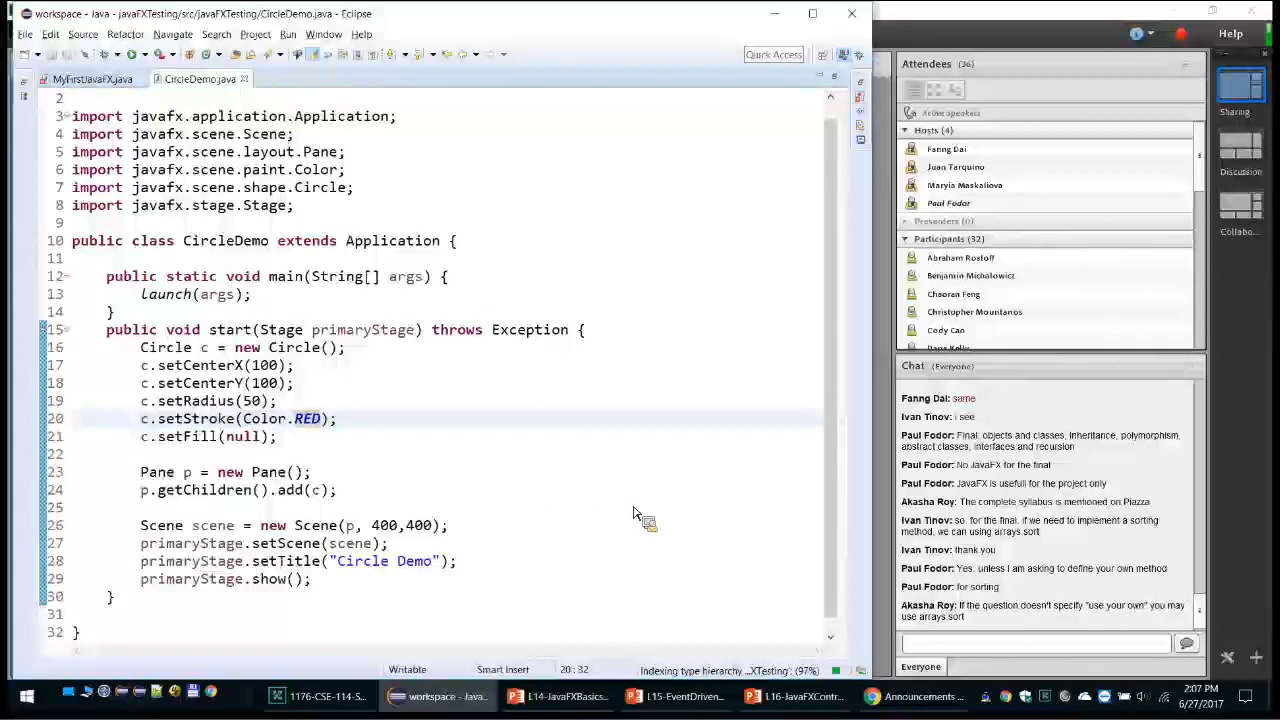 workspace - Java - javaFXTesting/src/javaFXTesting/CircleDemo.java - Eclipse
File Edit Source Refactor Navigate Search Project Run Window Help
Quick Access
MyFirstJavaFX.java CircleDemo.java
2
3 import javafx.application.Application;
4 import javafx.scene.Scene;
5 import javafx.scene.layout.Pane;
6 import javafx.scene.paint.Color;
7 import javafx.scene.shape.Circle;
8 import javafx.stage.Stage;
9
10 public class CircleDemo extends Application {
11
12 public static void main(String[] args) {
13 launch(args);
14 }
15 public void start(Stage primaryStage) throws Exception {
16 Circle c = new Circle();
17 c.setCenterX(100);
18 c.setCenterY(100);
19 c.setRadius(50);
20 c.setStroke(Color.RED);
21 c.setFill(null);
22
23 Pane p = new Pane();
24 p.getChildren().add(c);
25
26 Scene scene = new Scene(p, 400,400);
27 primaryStage.setScene(scene);
28 primaryStage.setTitle("Circle Demo");
29 primaryStage.show();
30 }
31
32 }
Writable Smart Insert 20:32 Indexing type hierarchy ...XTesting: (97%)
Help
Attendees (36)
Active Speakers
Hosts (4)
Fanng Dai
Juan Tarquino
Maryia Maskaliova
Paul Fodor
Presenters (0)
Participants (32)
Abraham Rosloff
Benjamin Michalowicz
Chaoran Feng
Christopher Mountanos
Cody Cao
Chat (Everyone)
Fanng Dai: same
Ivan Tinov: i see
Paul Fodor: Final: objects and classes, inheritance, polymorphism,
abstract classes, interfaces and recursion
Paul Fodor: No JavaFX for the final
Paul Fodor: JavaFX is usefull for the project only
Akasha Roy: The complete syllabus is mentioned on Piazza
Ivan Tinov: so, for the final, if we need to implement a sorting
method, we can using arrays.sort
Ivan Tinov: thank you
Paul Fodor: Yes, unless I am asking to define your own method
Paul Fodor: for sorting
Akasha Roy: If the question doesn't specify "use your own" you may
use arrays.sort
Everyone
Sharing
Discussion
Collabo...
1176-CSE-114-S... workspace - Java... L14-JavaFXBasics... L15-EventDriven... L16-JavaFXContr... Announcements ...
2:07 PM
6/27/2017